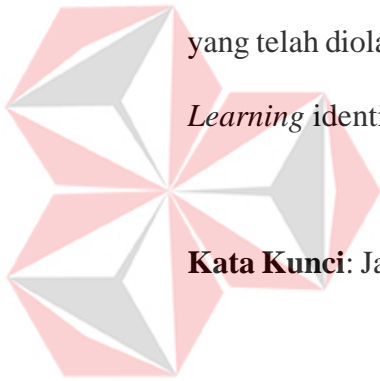 yang telah diola
Learning identi
Kata Kunci: Ja